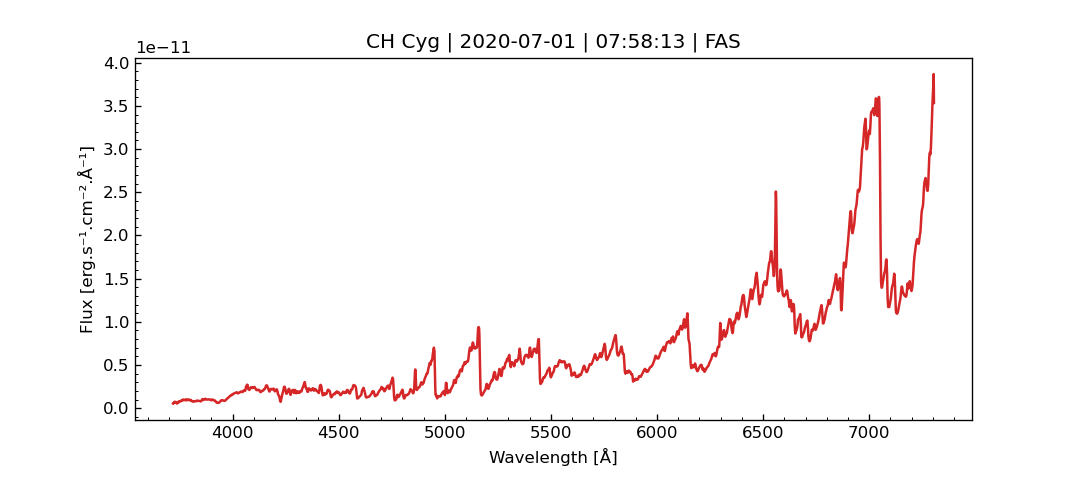 CH Cyg | 2020-07-01 | 07:58:13 | FAS
1e−11
4.0
3.5
3.0
2.5
2.0
1.5
1.0
0.5
0.0
Flux [erg.s⁻¹.cm⁻².Å⁻¹]
4000 4500 5000 5500 6000 6500 7000
Wavelength [Å]